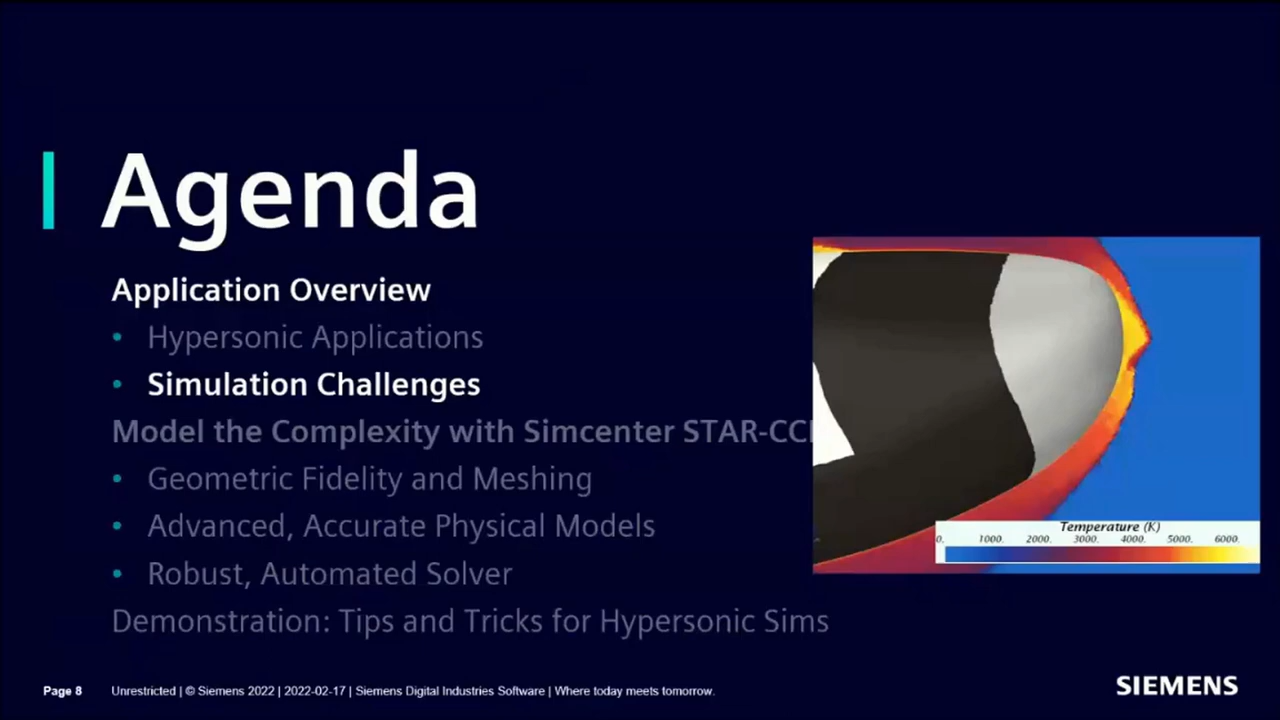 Agenda
Application Overview
• Hypersonic Applications
• Simulation Challenges
Model the Complexity with Simcenter STAR-CC
• Geometric Fidelity and Meshing
• Advanced, Accurate Physical Models
• Robust, Automated Solver
Demonstration: Tips and Tricks for Hypersonic Sims
Temperature (K)
0. 1000. 2000. 3000. 4000. 5000. 6000.
Page 8 Unrestricted | © Siemens 2022 | 2022-02-17 | Siemens Digital Industries Software | Where today meets tomorrow.
SIEMENS